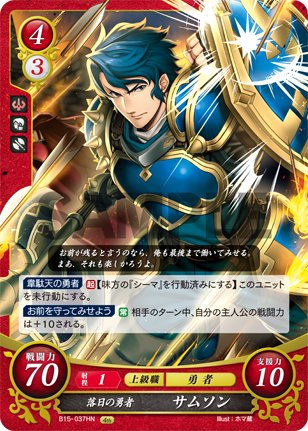 4
3
お前が残ると言うのなら、俺も最後まで働いてみせる。
まあ、それも楽しかろうよ。
韋駄天の勇者 起 【味方の『シーマ』を行動済みにする】このユニット
を未行動にする。
お前を守ってみせよう 常 相手のターン中、自分の主人公の戦闘力
は+10される。
戦闘力
70
射程 1 上級職 勇者
支援力
10
落日の勇者 サムソン
B15-037HN
Illust:ホマ蔵